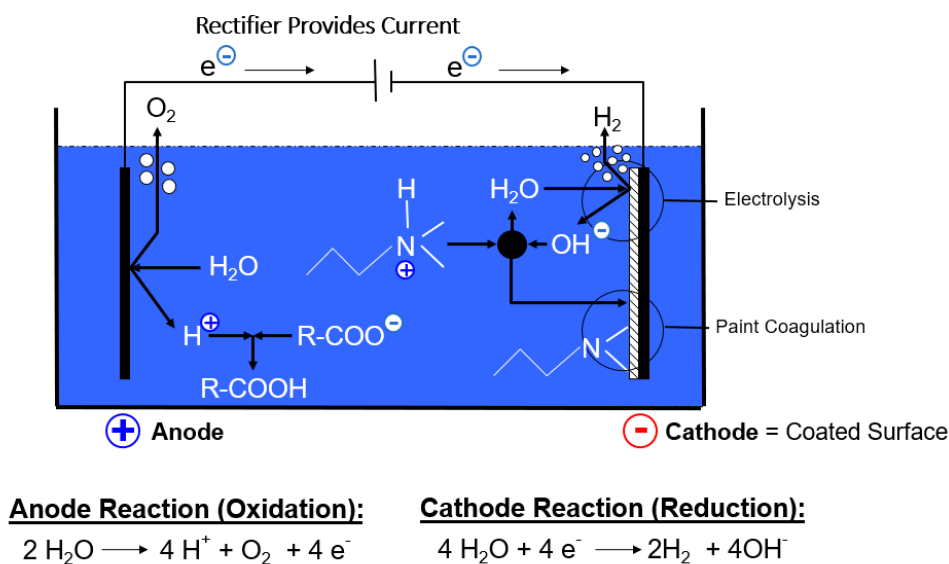 Rectifier Provides Current
e⊖ e⊖
O₂ H₂
H
H₂O Electrolysis
N OH⊖
⊕
H₂O
H⊕ R-COO⊖ N Paint Coagulation
R-COOH
+ Anode - Cathode = Coated Surface
Anode Reaction (Oxidation): Cathode Reaction (Reduction):
2 H₂O ⟶ 4 H⁺ + O₂ + 4 e⁻ 4 H₂O + 4 e⁻ ⟶ 2H₂ + 4OH⁻